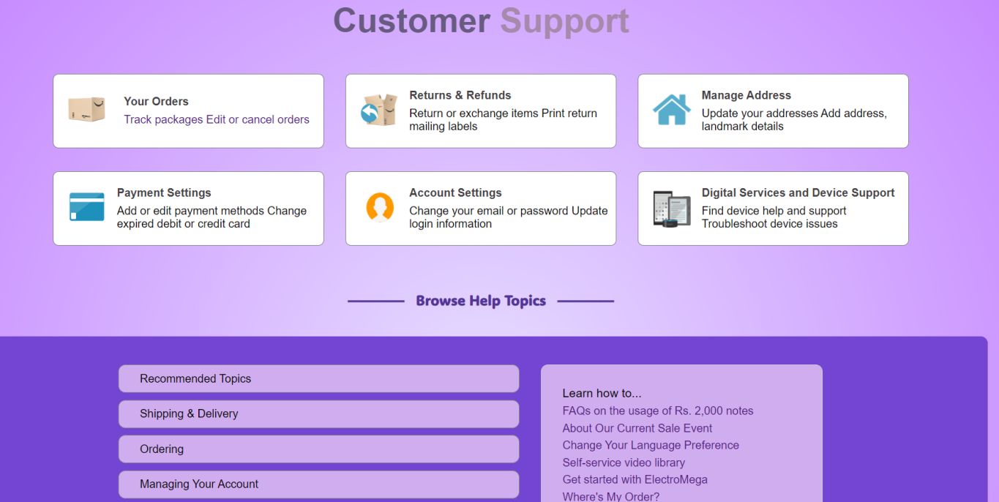 Customer Support
Your Orders
Track packages Edit or cancel orders
Returns & Refunds
Return or exchange items Print return
mailing labels
Manage Address
Update your addresses Add address,
landmark details
Payment Settings
Add or edit payment methods Change
expired debit or credit card
Account Settings
Change your email or password Update
login information
Digital Services and Device Support
Find device help and support
Troubleshoot device issues
Browse Help Topics
Recommended Topics
Shipping & Delivery
Ordering
Managing Your Account
Learn how to...
FAQs on the usage of Rs. 2,000 notes
About Our Current Sale Event
Change Your Language Preference
Self-service video library
Get started with ElectroMega
Where's My Order?